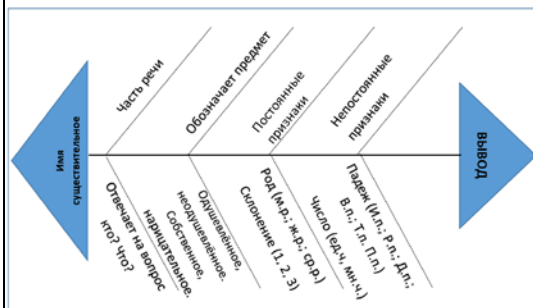 Имя
существительное
Часть речи
Обозначает предмет
Постоянные
признаки
Непостоянные
признаки
Отвечает на вопрос
кто? Что?
Одушевлённое,
неодушевлённое.
Собственное,
нарицательное.
Род (м.р.; ж.р.; ср.р.)
Склонение (1, 2, 3)
Падеж (И.п.; Р.п.; Д.п.;
В.п.; Т.п. П.п.)
Число (ед.ч, мн.ч.)
ВЫВОД